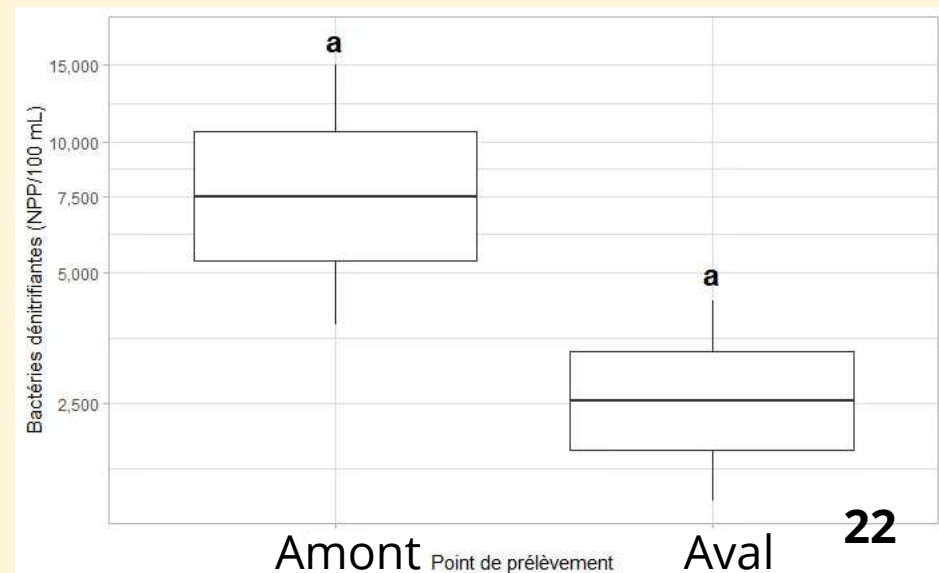 a
15,000
10,000
7,500
5,000
2,500
a
Bactéries dénitrifiantes (NPP/100 mL)
Amont Point de prélèvement Aval
22